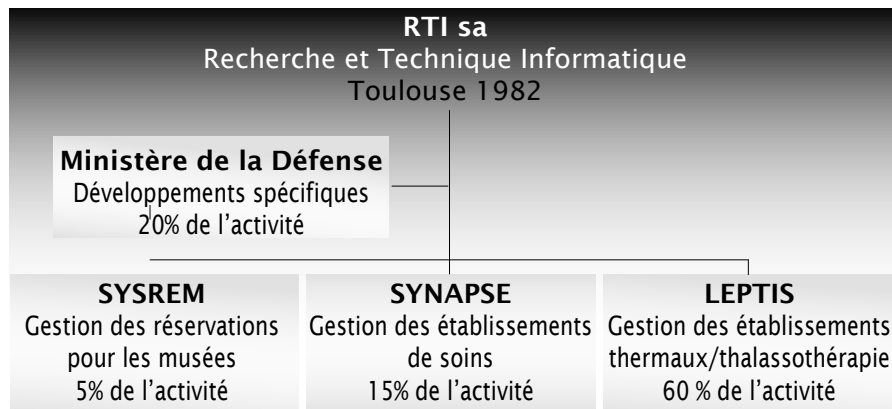 RTI sa
Recherche et Technique Informatique
Toulouse 1982
Ministère de la Défense
Développements spécifiques
20% de l’activité
SYSREM
Gestion des réservations
pour les musées
5% de l’activité
SYNAPSE
Gestion des établissements
de soins
15% de l’activité
LEPTIS
Gestion des établissements
thermaux/thalassothérapie
60 % de l’activité